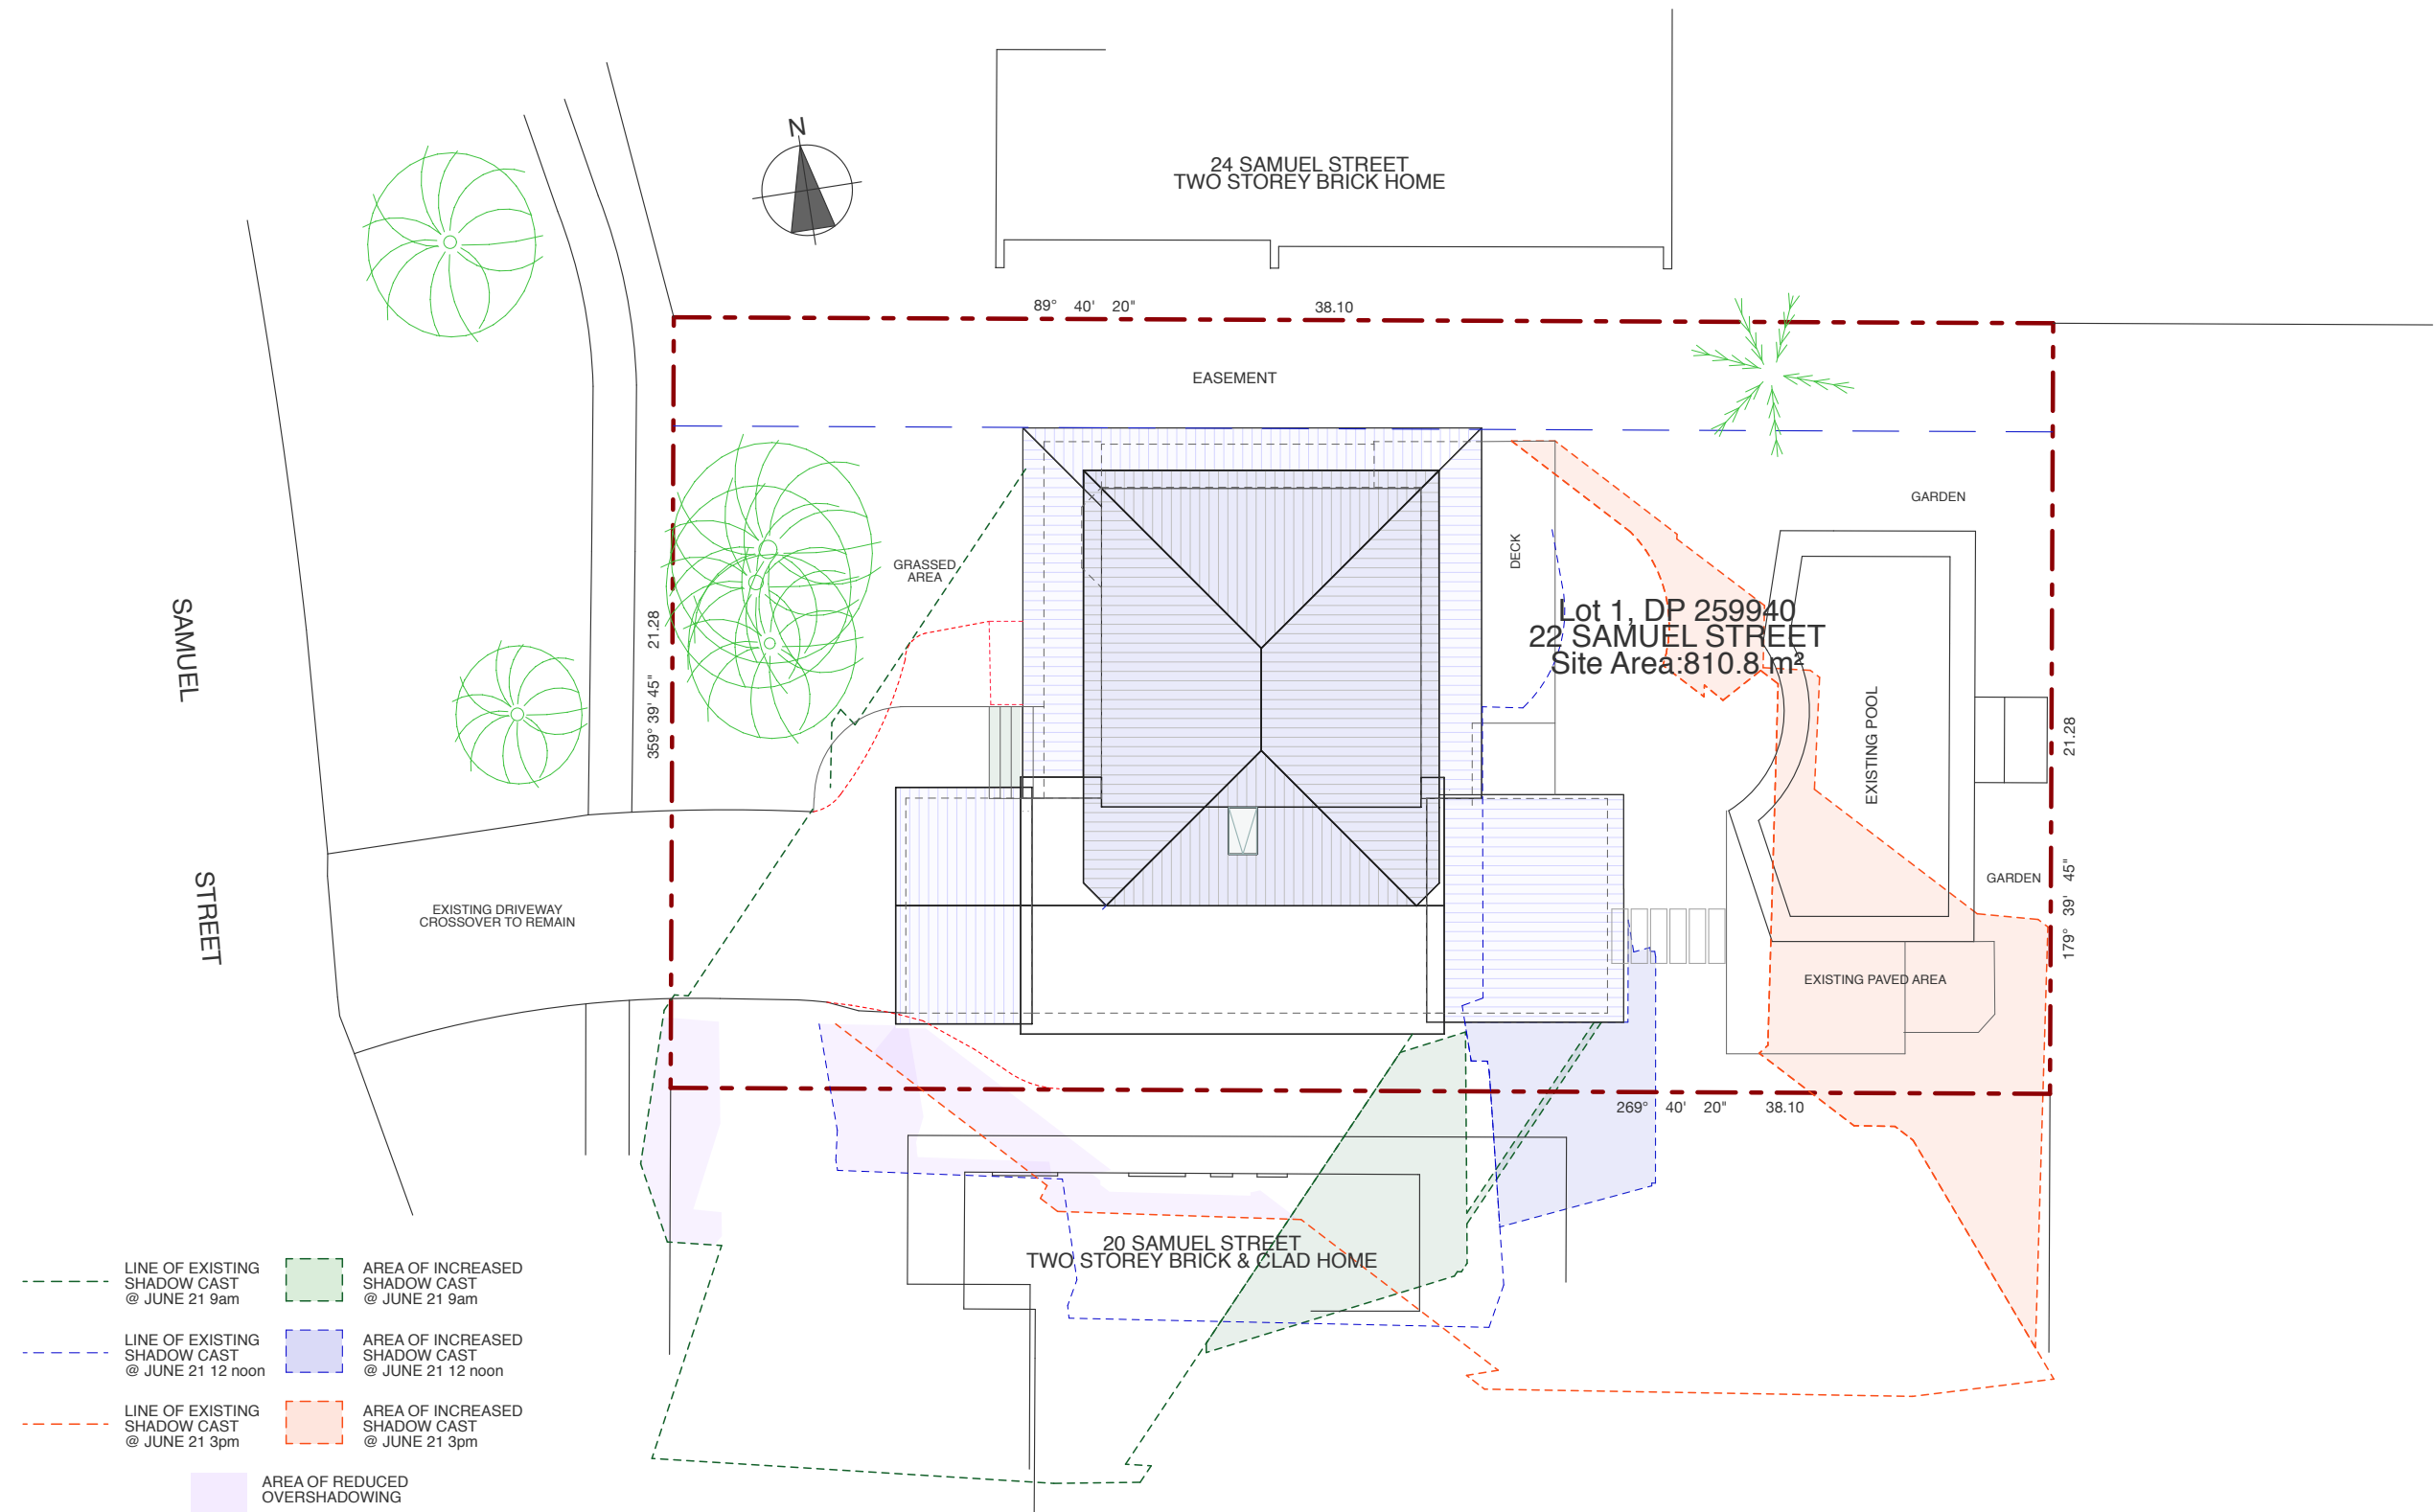 N
24 SAMUEL STREET
TWO STOREY BRICK HOME
89° 40' 20" 38.10
EASEMENT
GARDEN
GRASSED
AREA
DECK
Lot 1, DP 259940
22 SAMUEL STREET
Site Area:810.8 m²
SAMUEL
STREET
359° 39' 45" 21.28
EXISTING POOL
21.28
179° 39' 45"
GARDEN
EXISTING DRIVEWAY
CROSSOVER TO REMAIN
EXISTING PAVED AREA
269° 40' 20" 38.10
20 SAMUEL STREET
TWO STOREY BRICK & CLAD HOME
LINE OF EXISTING
SHADOW CAST
@ JUNE 21 9am
AREA OF INCREASED
SHADOW CAST
@ JUNE 21 9am
LINE OF EXISTING
SHADOW CAST
@ JUNE 21 12 noon
AREA OF INCREASED
SHADOW CAST
@ JUNE 21 12 noon
LINE OF EXISTING
SHADOW CAST
@ JUNE 21 3pm
AREA OF INCREASED
SHADOW CAST
@ JUNE 21 3pm
AREA OF REDUCED
OVERSHADOWING